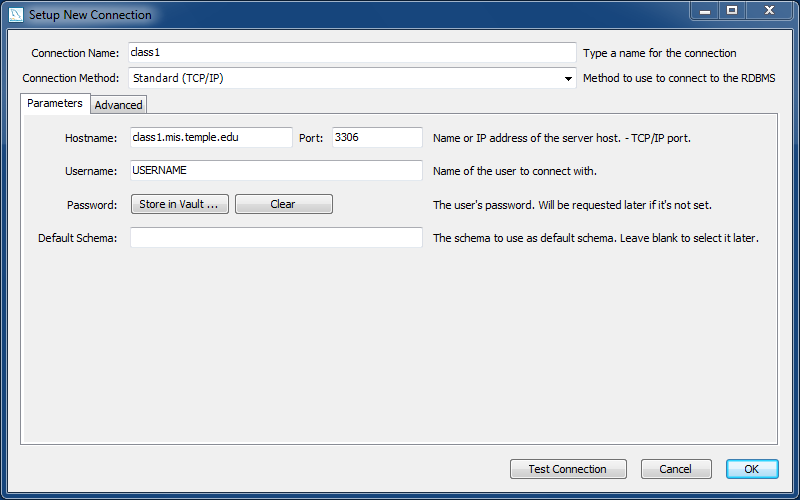 Setup New Connection
Connection Name: class1 Type a name for the connection
Connection Method: Standard (TCP/IP) Method to use to connect to the RDBMS
Parameters Advanced
Hostname: class1.mis.temple.edu Port: 3306 Name or IP address of the server host. - TCP/IP port.
Username: USERNAME Name of the user to connect with.
Password: Store in Vault ... Clear The user's password. Will be requested later if it's not set.
Default Schema: The schema to use as default schema. Leave blank to select it later.
Test Connection Cancel OK